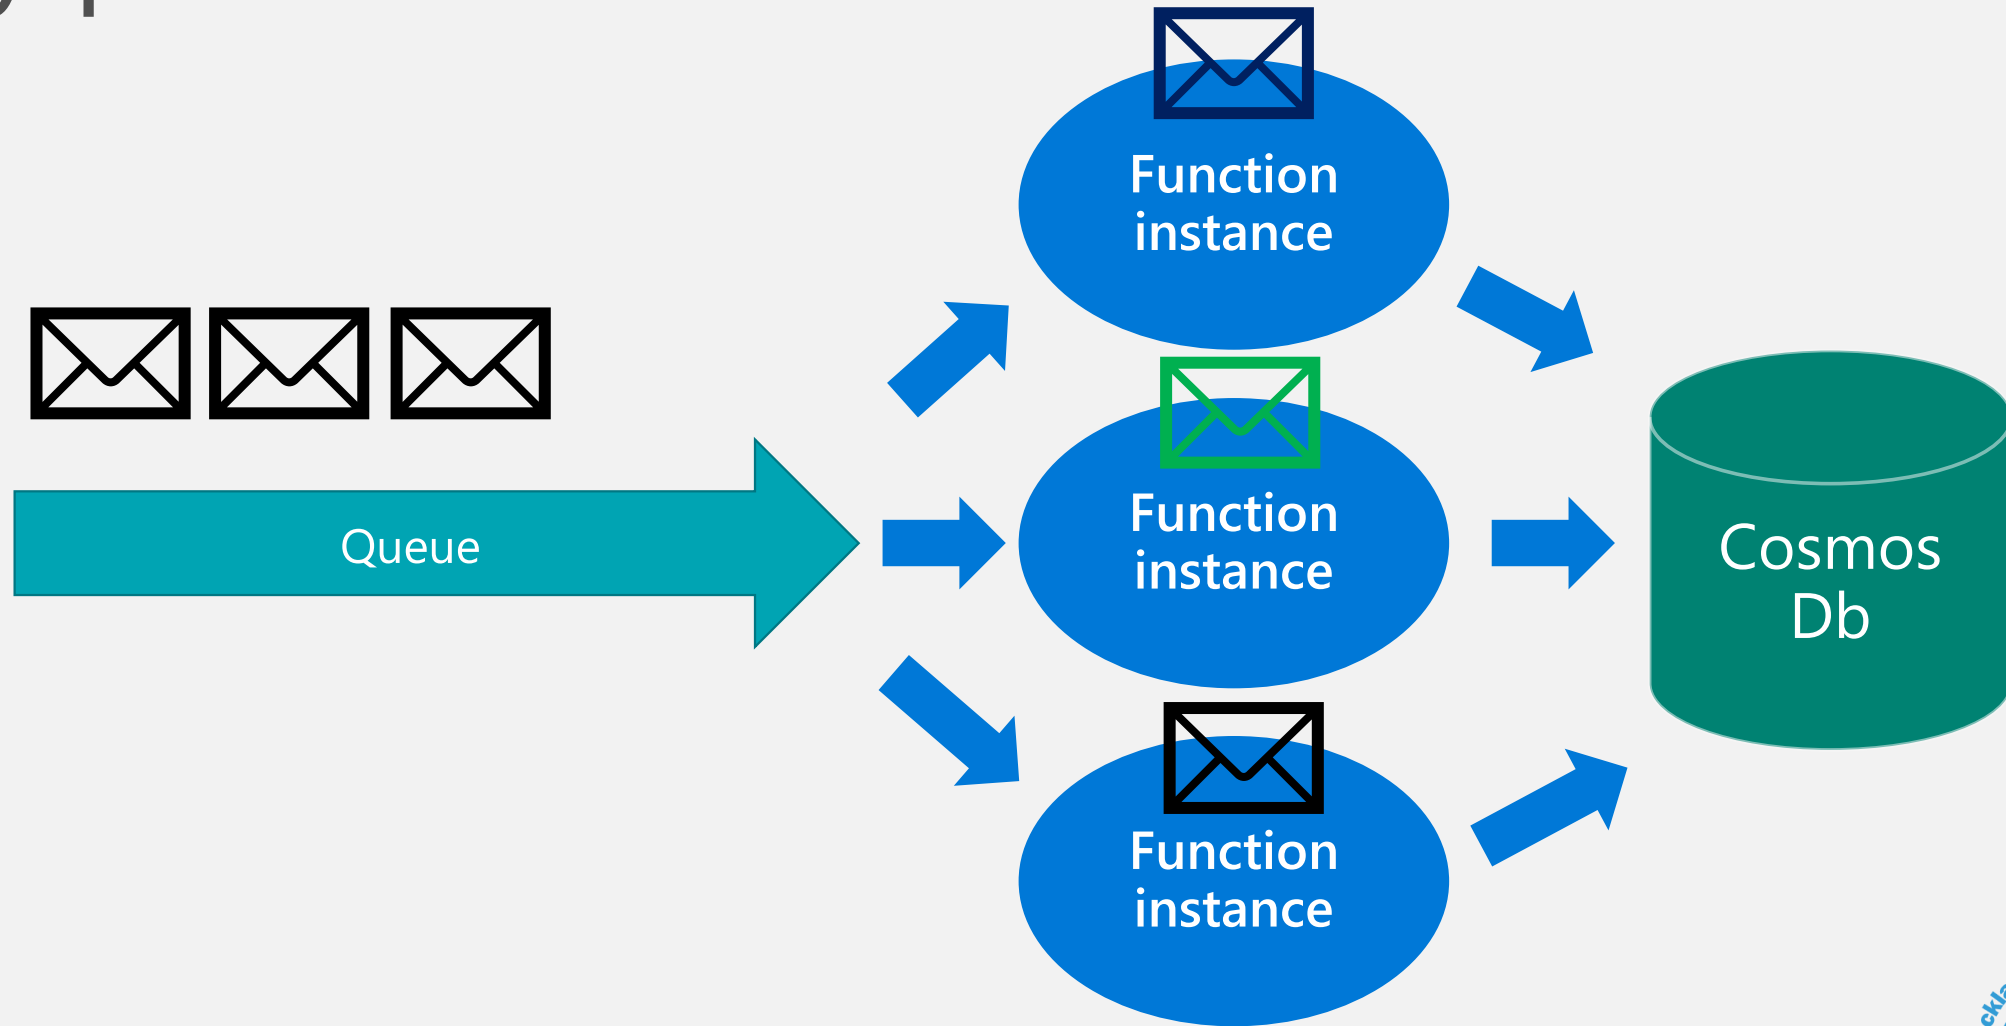 Function
instance
Queue
Function
instance
Cosmos
Db
Function
instance